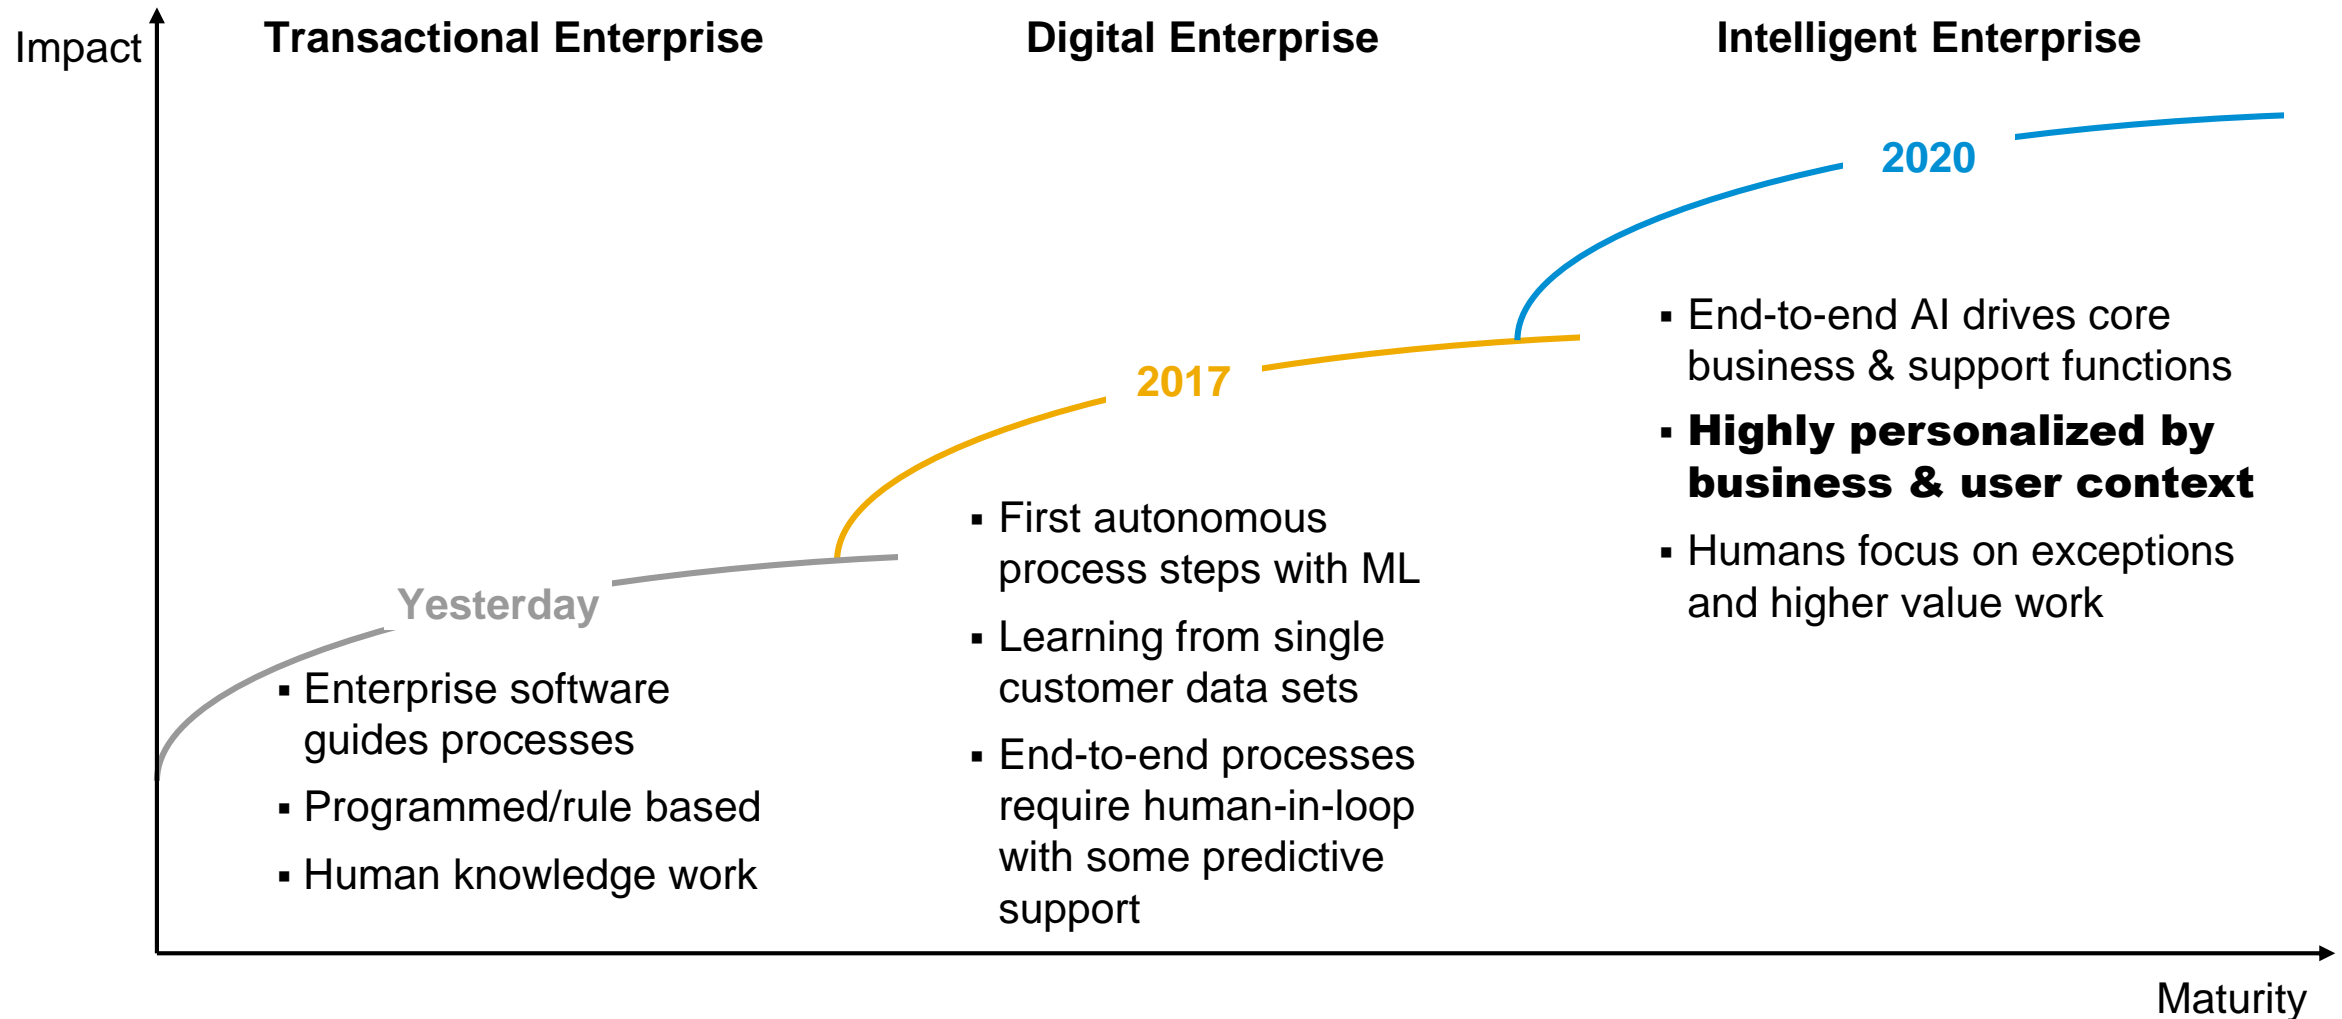 Impact
Transactional Enterprise
Digital Enterprise
Intelligent Enterprise
Yesterday
▪ Enterprise software
guides processes
▪ Programmed/rule based
▪ Human knowledge work
2017
▪ First autonomous
process steps with ML
▪ Learning from single
customer data sets
▪ End-to-end processes
require human-in-loop
with some predictive
support
2020
▪ End-to-end AI drives core
business & support functions
▪ Highly personalized by
business & user context
▪ Humans focus on exceptions
and higher value work
Maturity